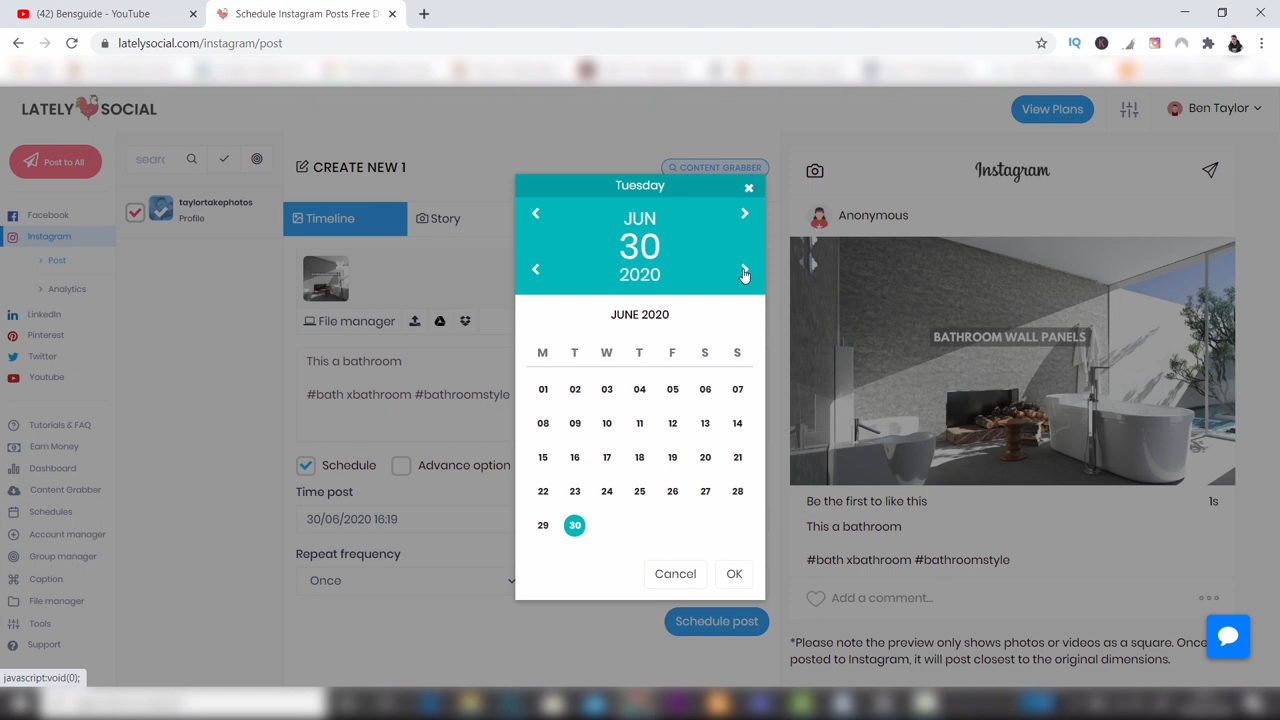 (42) Bensguide - YouTube
Schedule Instagram Posts Free D
latelysocial.com/instagram/post
LATELY SOCIAL
View Plans
Ben Taylor
Post to All
sear
taylortakephotos
Profile
Facebook
Instagram
Post
Analytics
LinkedIn
Pinterest
Twitter
Youtube
Tutorials & FAQ
Earn Money
Dashboard
Content Grabber
Schedules
Account manager
Group manager
Caption
File manager
Tools
Support
javascript:void(0);
CREATE NEW 1
CONTENT GRABBER
Timeline
Story
File manager
This a bathroom
#bath xbathroom #bathroomstyle
Schedule
Advance option
Time post
30/06/2020 16:19
Repeat frequency
Once
Schedule post
Tuesday
JUN
30
2020
JUNE 2020
M T W T F S S
01 02 03 04 05 06 07
08 09 10 11 12 13 14
15 16 17 18 19 20 21
22 23 24 25 26 27 28
29 30
Cancel OK
Instagram
Anonymous
BATHROOM WALL PANELS
Be the first to like this 1s
This a bathroom
#bath xbathroom #bathroomstyle
Add a comment...
*Please note the preview only shows photos or videos as a square. Once
posted to Instagram, it will post closest to the original dimensions.